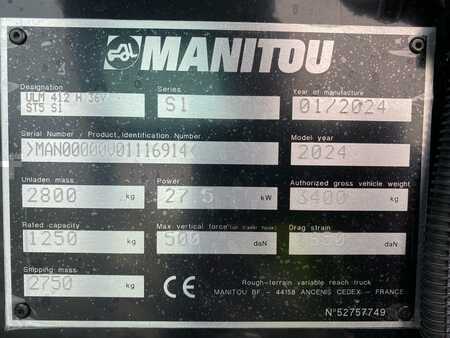 MANITOU
Designation Series Year of manufacture
ULM 412 H 36V
ST5 S1
S1 01/2024
Serial Number / Product Identification Number Model year
2024
Unladen mass Power Authorized gross vehicle weight
2800 kg 27.5 kW 3400 kg
Rated capacity Max vertical force (on trailer hook) Drag strain
1250 kg 500 daN daN
Shipping mass
2750 kg
CE
Rough-terrain variable reach truck
MANITOU BF - 44158 ANCENIS CEDEX - FRANCE
N°52757749